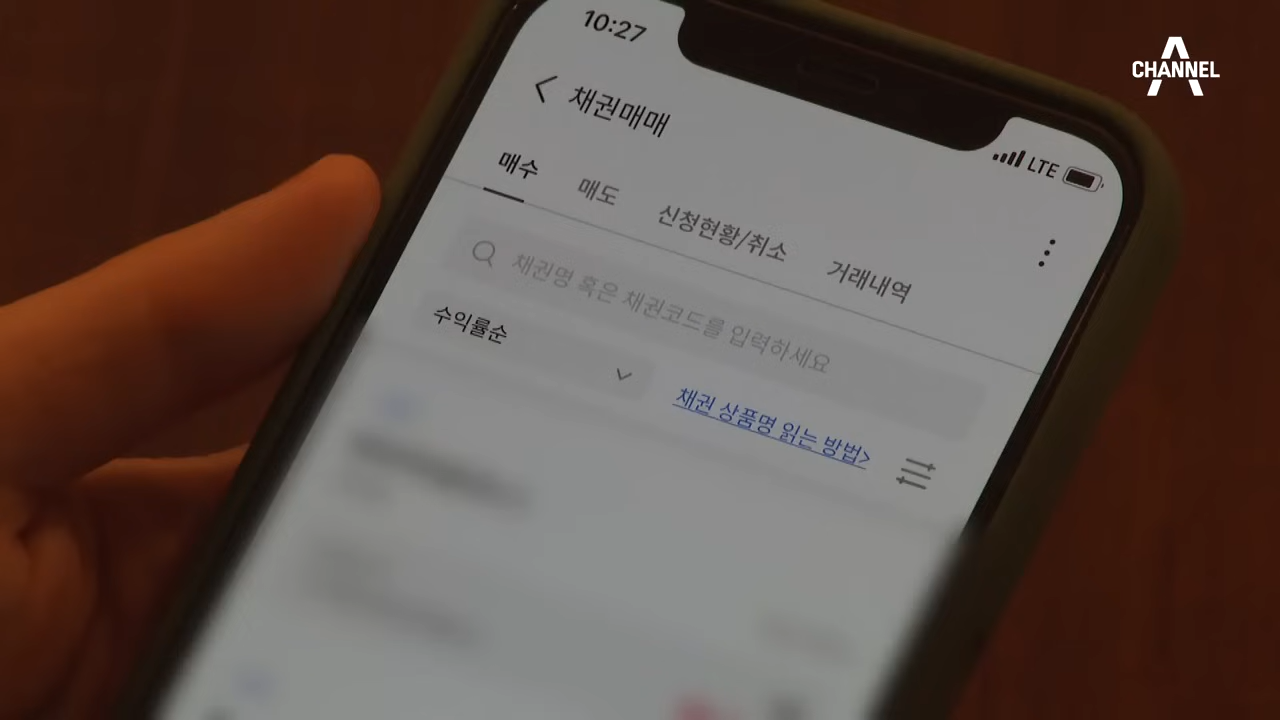 10:27
CHANNEL A
LTE
채권매매
매수 매도 신청현황/취소 거래내역
채권명 혹은 채권코드를 입력하세요
수익률순
채권 상품명 읽는 방법>